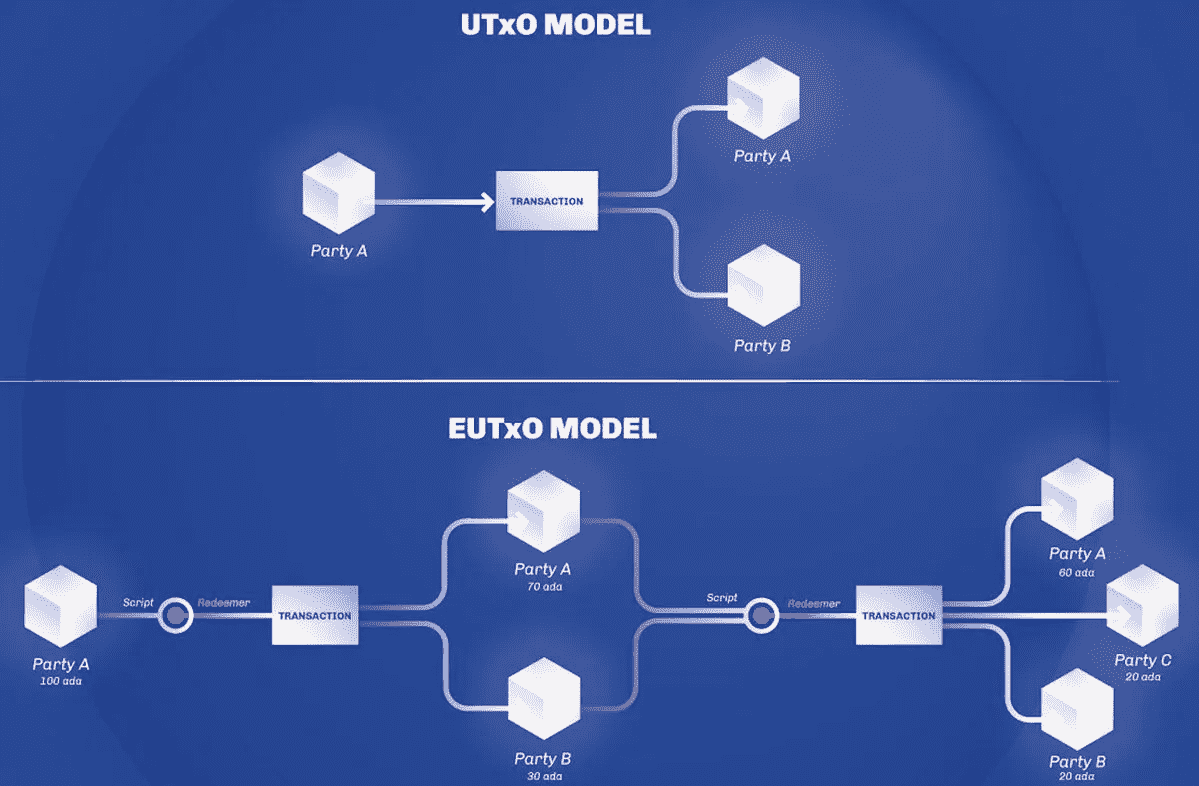 UTxO MODEL
Party A
TRANSACTION
Party A
Party B
EUTxO MODEL
Party A
100 ada
Script
Redeemer
TRANSACTION
Party A
70 ada
Party B
30 ada
Script
Redeemer
TRANSACTION
Party A
60 ada
Party C
20 ada
Party B
20 ada